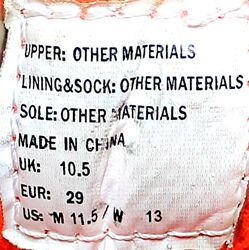 UPPER: OTHER MATERIALS
LINING&SOCK: OTHER MATERIALS
SOLE: OTHER MATERIALS
MADE IN CHINA
UK: 10.5
EUR: 29
US: M 11.5 / W 13